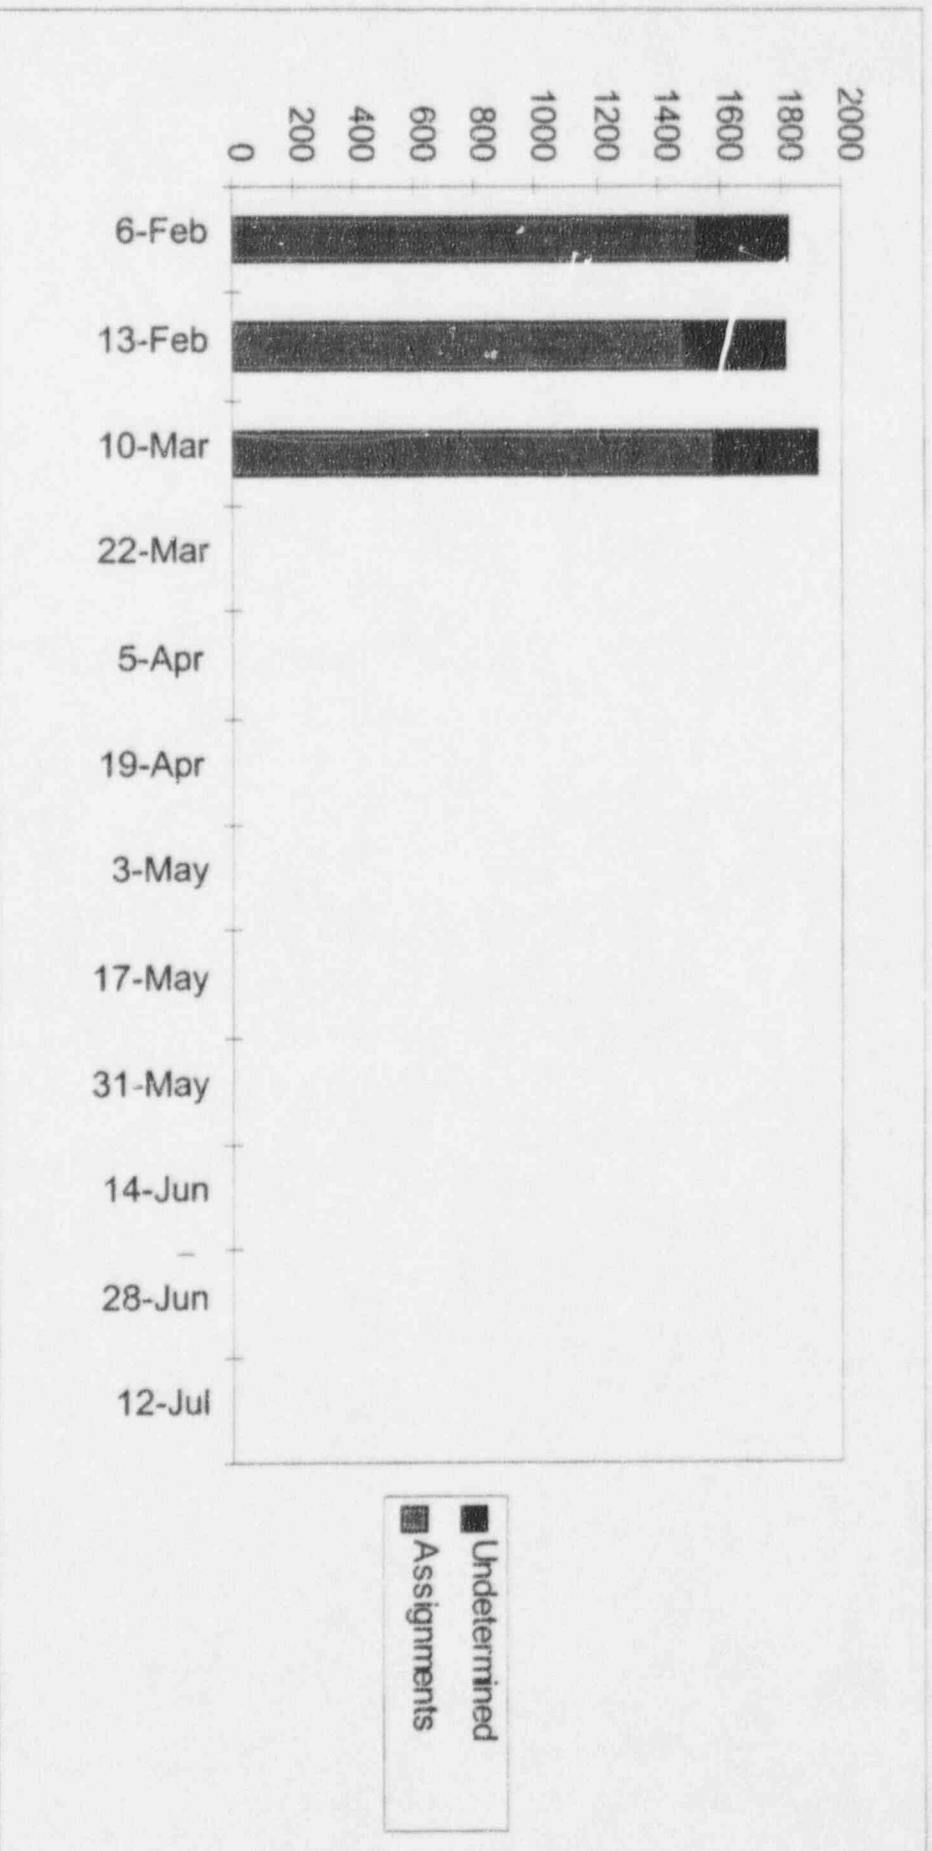 2000
1800
1600
1400
1200
1000
800
600
400
200
0
6-Feb
13-Feb
10-Mar
22-Mar
5-Apr
19-Apr
3-May
17-May
31-May
14-Jun
28-Jun
12-Jul
Undetermined
Assignments